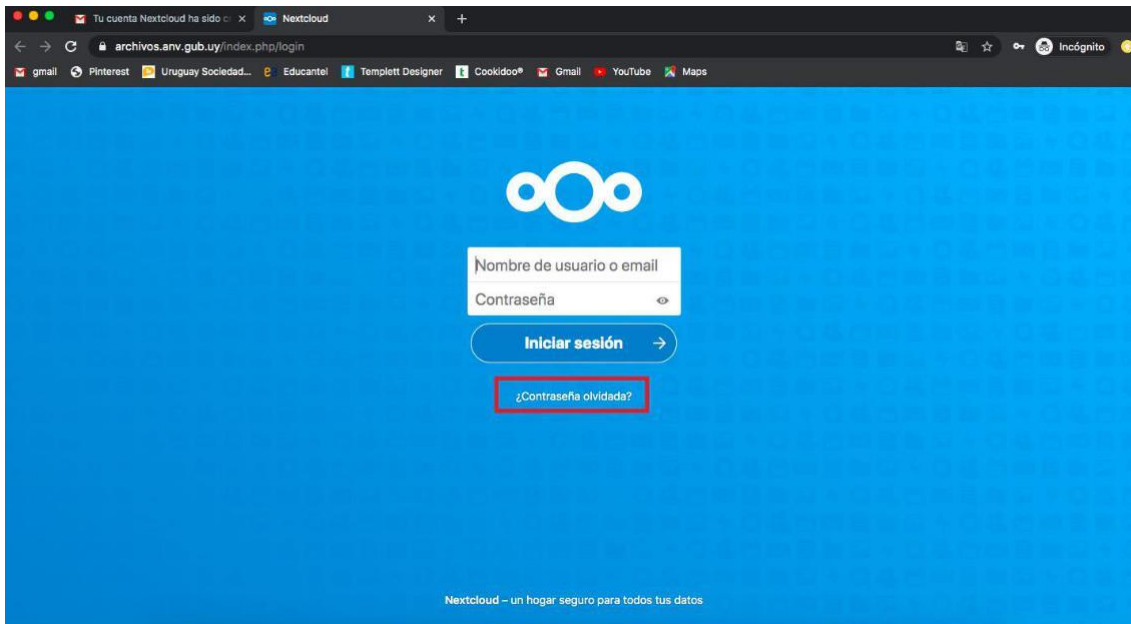 Tu cuenta Nextcloud ha sido c
Nextcloud
archivos.anv.gub.uy/index.php/login
Incógnito
gmail Pinterest Uruguay Sociedad... Educantel Templett Designer Cookidoo® Gmail YouTube Maps
Nombre de usuario o email
Contraseña
Iniciar sesión
¿Contraseña olvidada?
Nextcloud – un hogar seguro para todos tus datos